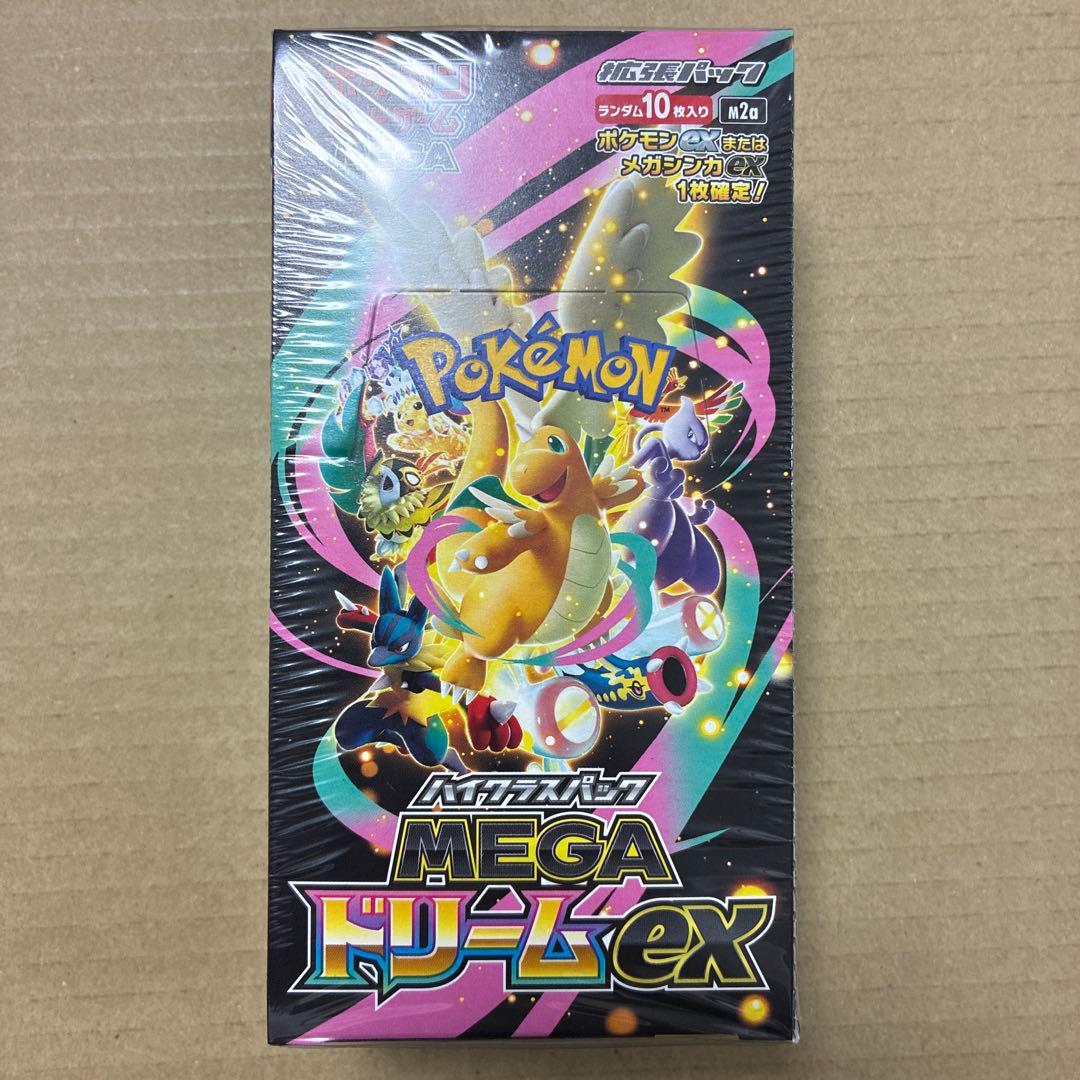 拡張パック
ランダム10枚入り M2a
ポケモンexまたは
メガシンカex
1枚確定!
POKÉMON
TM
ハイクラスパック
MEGA
ドリームex